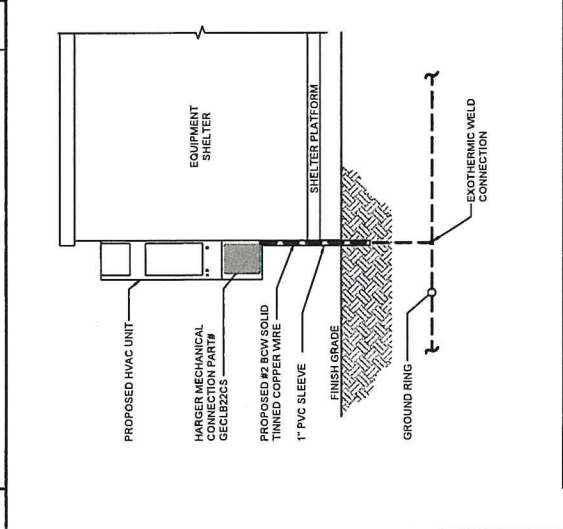 EQUIPMENT
SHELTER
SHELTER PLATFORM
PROPOSED HVAC UNIT
HARGER MECHANICAL
CONNECTION PART#
GECLB22CS
PROPOSED #2 BCW SOLID
TINNED COPPER WIRE
1" PVC SLEEVE
FINISH GRADE
GROUND RING
EXOTHERMIC WELD
CONNECTION